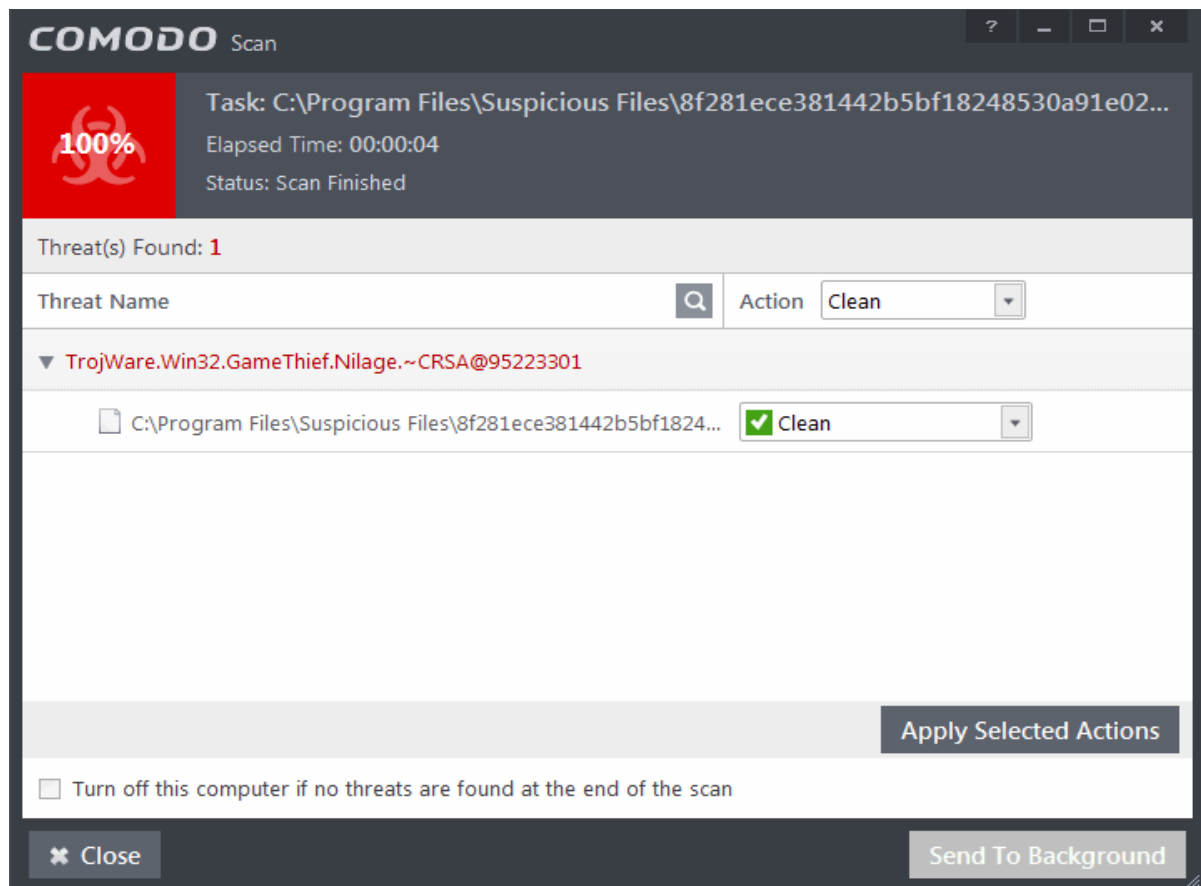 COMODO Scan
?
100%
Task: C:\Program Files\Suspicious Files\8f281ece381442b5bf18248530a91e02...
Elapsed Time: 00:00:04
Status: Scan Finished
Threat(s) Found: 1
Threat Name Action Clean
TrojWare.Win32.GameThief.Nilage.~CRSA@95223301
C:\Program Files\Suspicious Files\8f281ece381442b5bf1824... Clean
Apply Selected Actions
Turn off this computer if no threats are found at the end of the scan
Close Send To Background